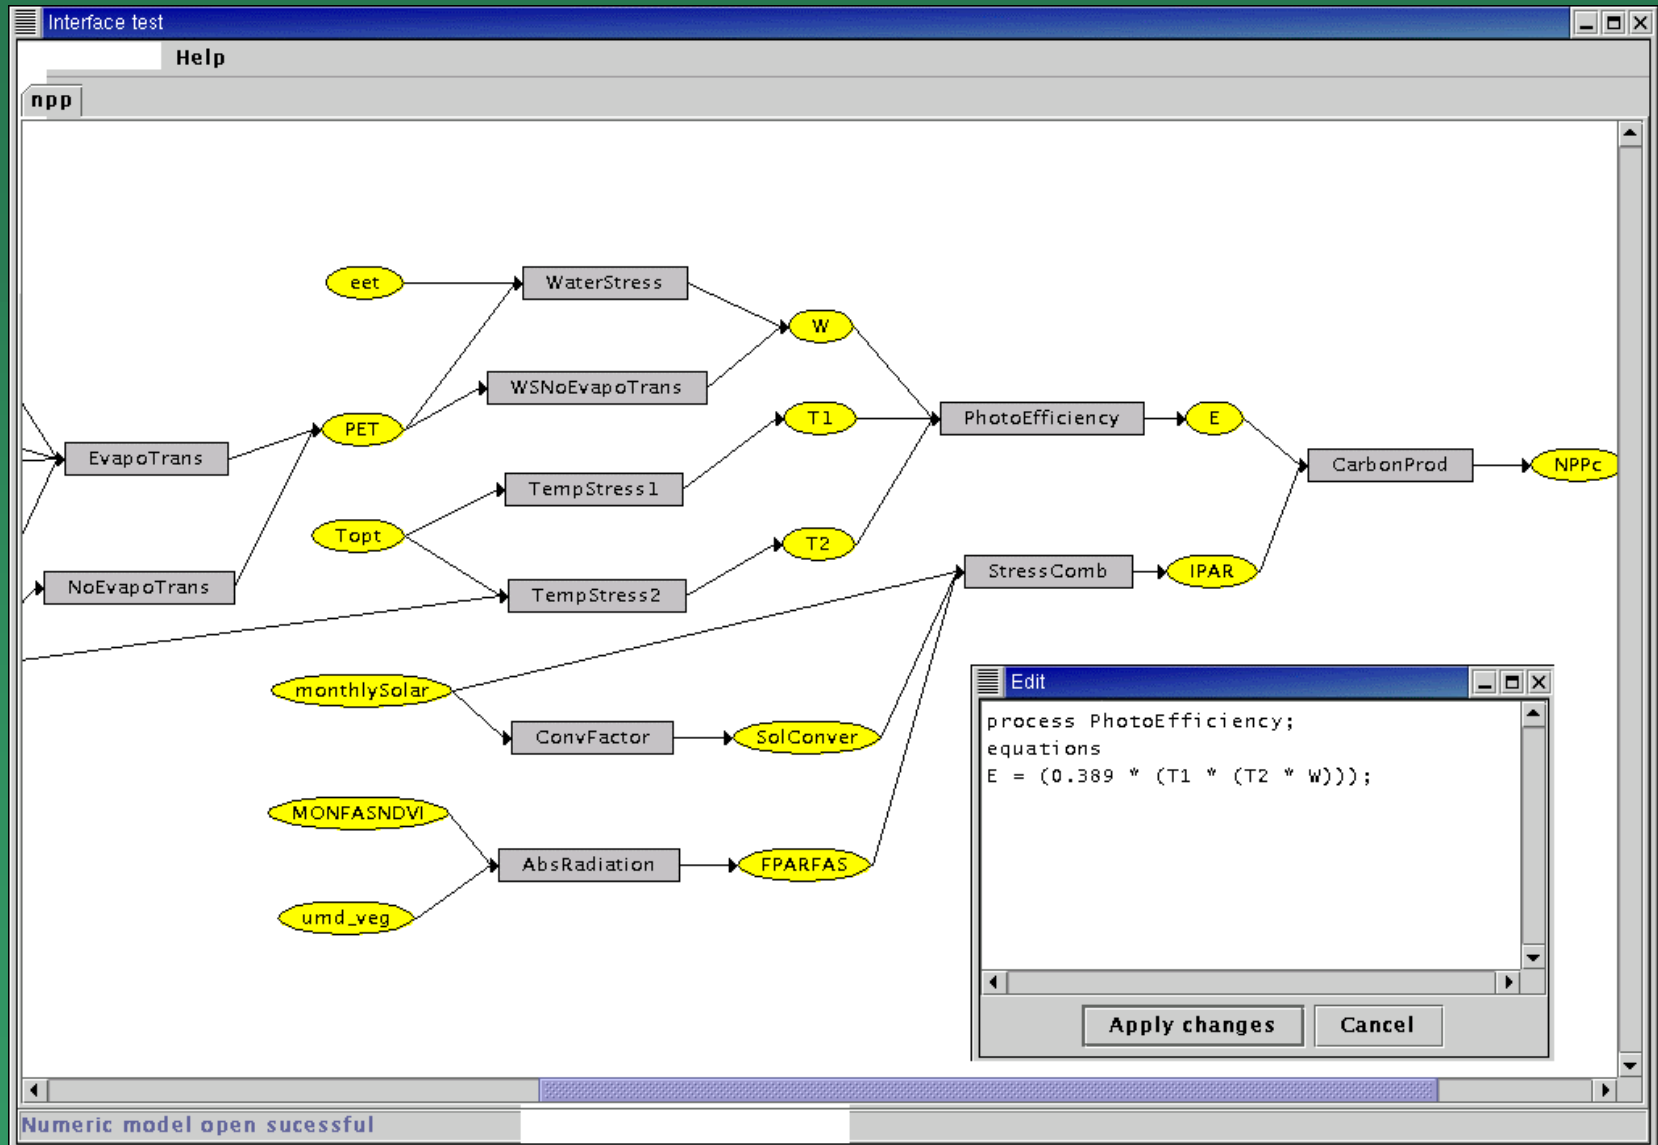 Interface test
Help
npp
eet
WaterStress
W
WSNoEvapoTrans
PET
T1
PhotoEfficiency
E
EvapoTrans
CarbonProd
NPPc
TempStress1
Topt
T2
NoEvapoTrans
TempStress2
StressComb
IPAR
monthlySolar
ConvFactor
SolConver
MONFASNDVI
AbsRadiation
FPARFAS
umd_veg
Edit
process PhotoEfficiency;
equations
E = (0.389 * (T1 * (T2 * W)));
Apply changes
Cancel
Numeric model open sucessful